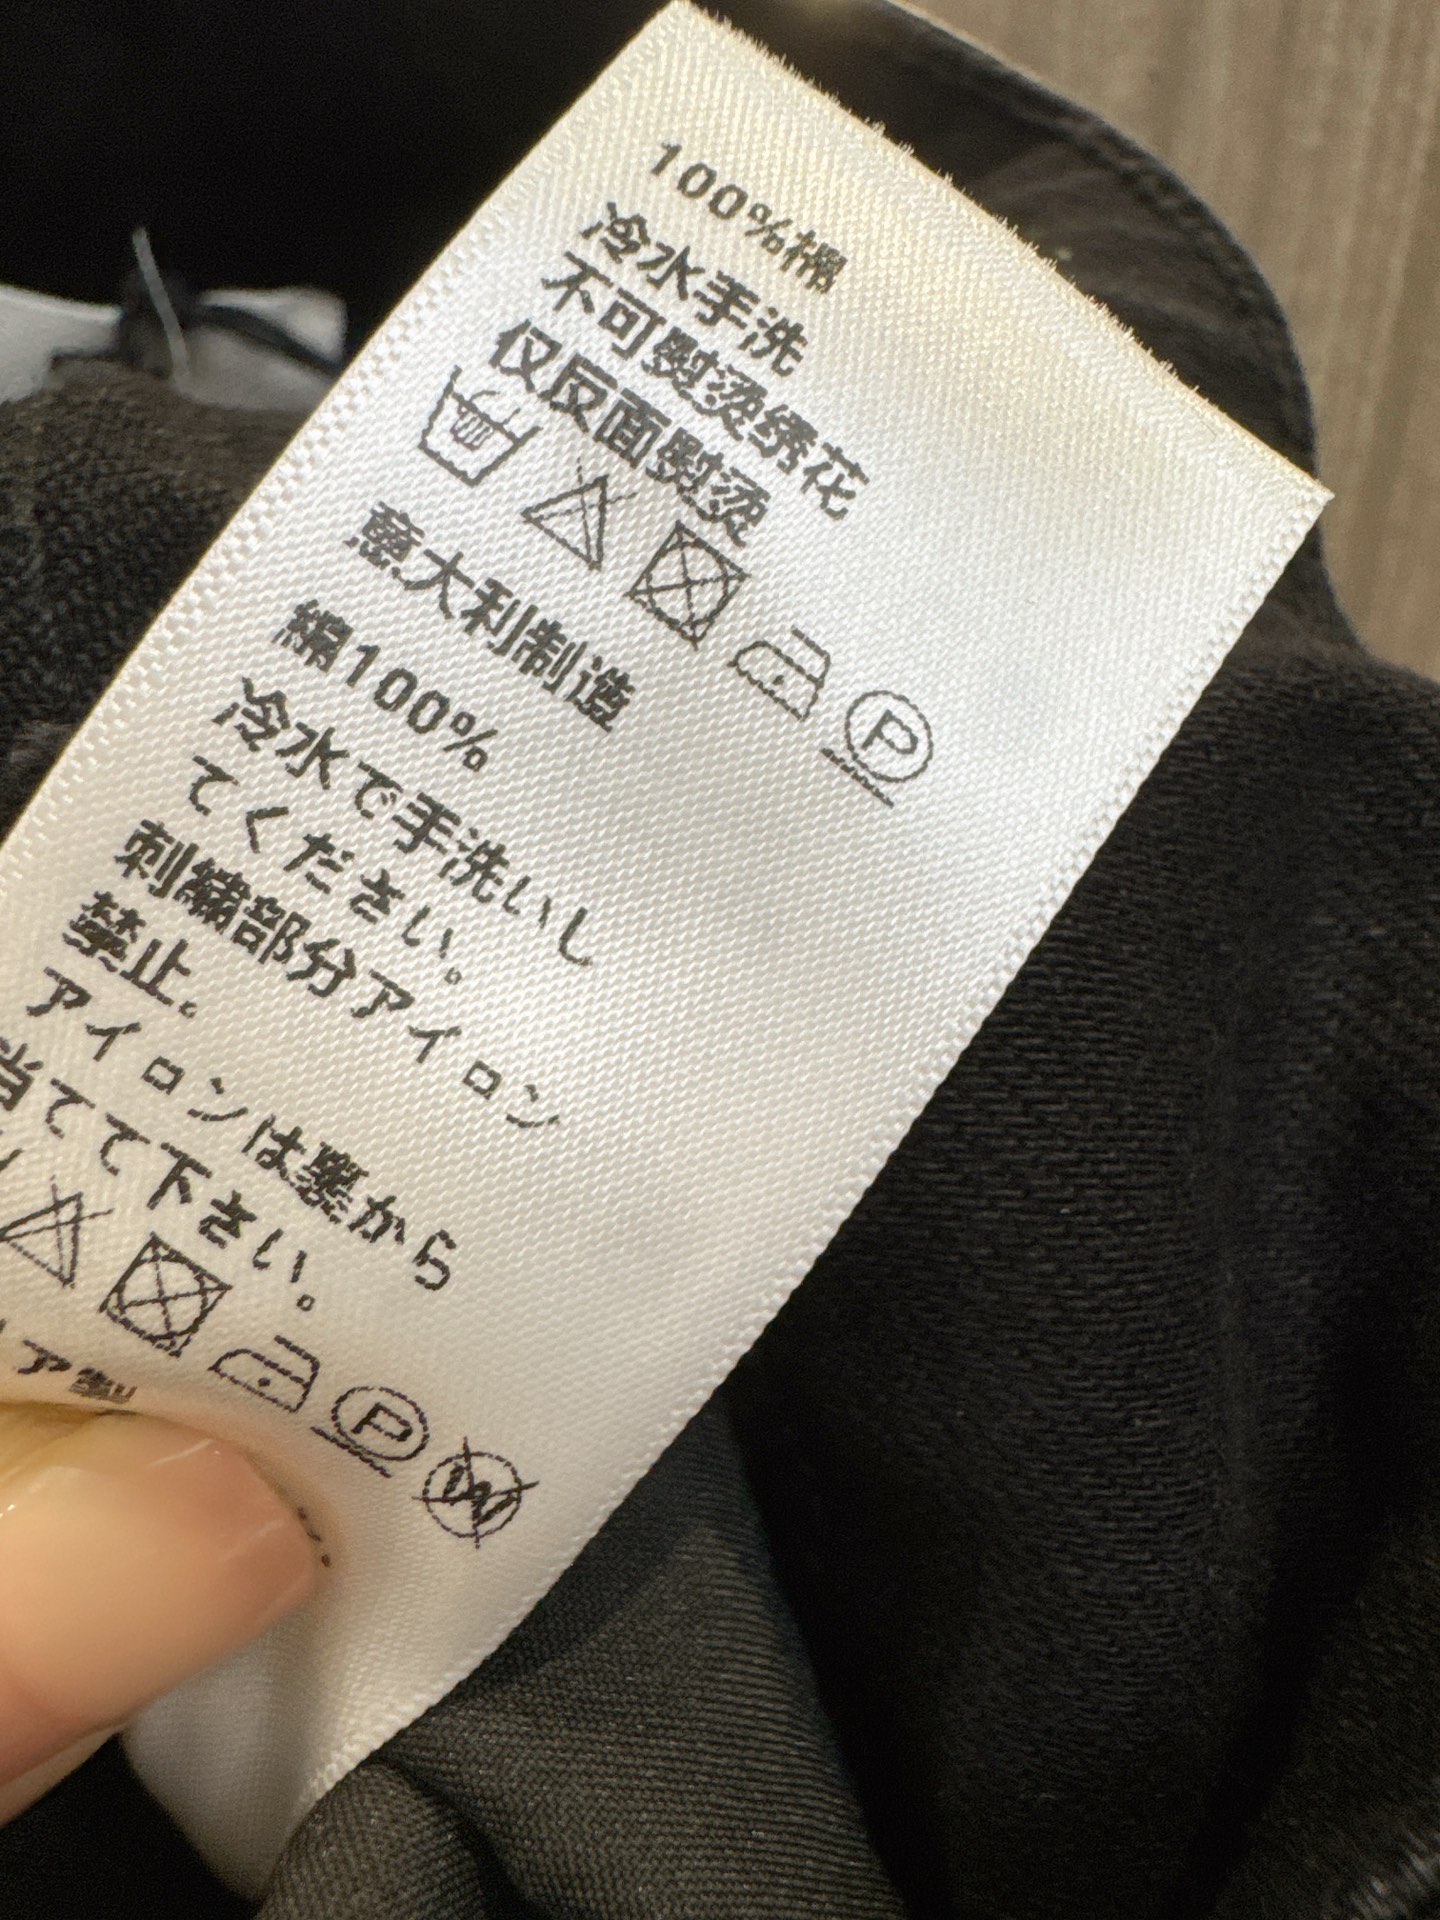 100%棉
冷水手洗
不可熨烫绣花
仅反面熨烫
P
意大利制造
綿100%
冷水で手洗いし
てください。
刺繍部分アイロン
禁止。
アイロンは裏から
当てて下さい。
P W
ア製